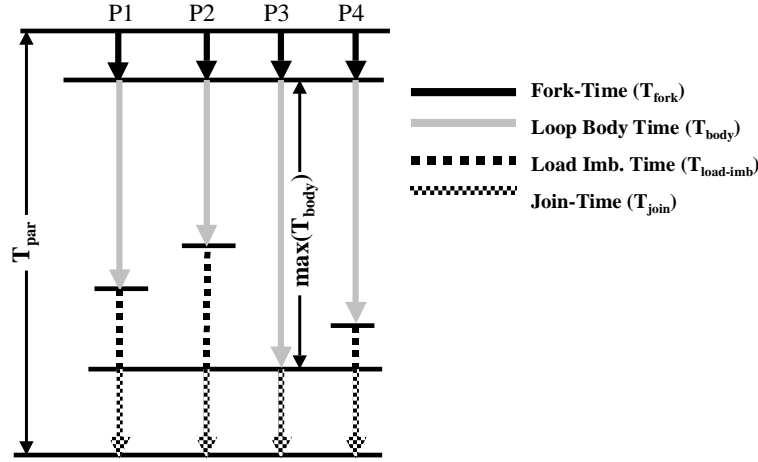 P1 P2 P3 P4
Fork-Time (T_fork)
Loop Body Time (T_body)
Load Imb. Time (T_load-imb)
Join-Time (T_join)
T_par
max(T_body)